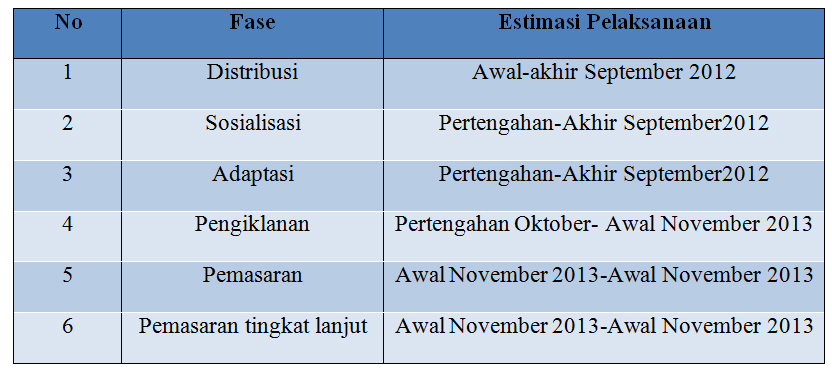 No Fase Estimasi Pelaksanaan
1 Distribusi Awal-akhir September 2012
2 Sosialisasi Pertengahan-Akhir September2012
3 Adaptasi Pertengahan-Akhir September2012
4 Pengiklanan Pertengahan Oktober- Awal November 2013
5 Pemasaran Awal November 2013-Awal November 2013
6 Pemasaran tingkat lanjut Awal November 2013-Awal November 2013